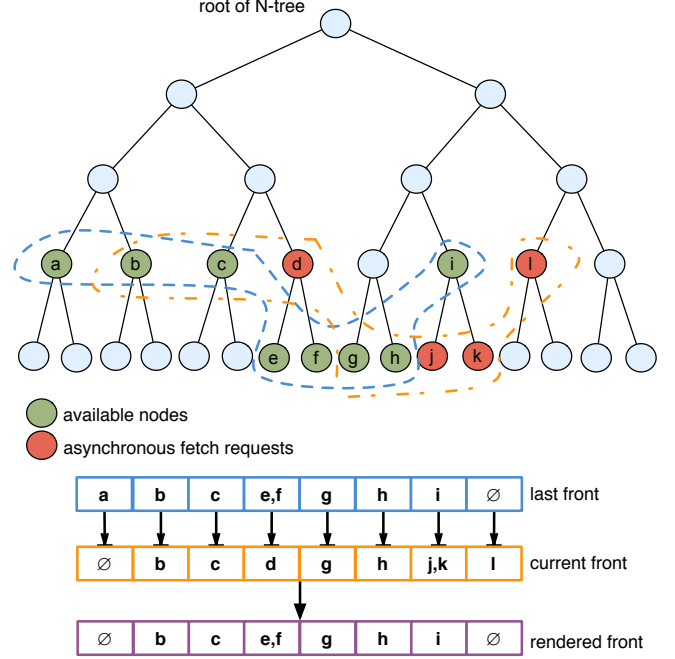 root of N-tree
a b c d i l
e f g h j k
available nodes
asynchronous fetch requests
a b c e,f g h i ∅ last front
∅ b c d g h j,k l current front
∅ b c e,f g h i ∅ rendered front